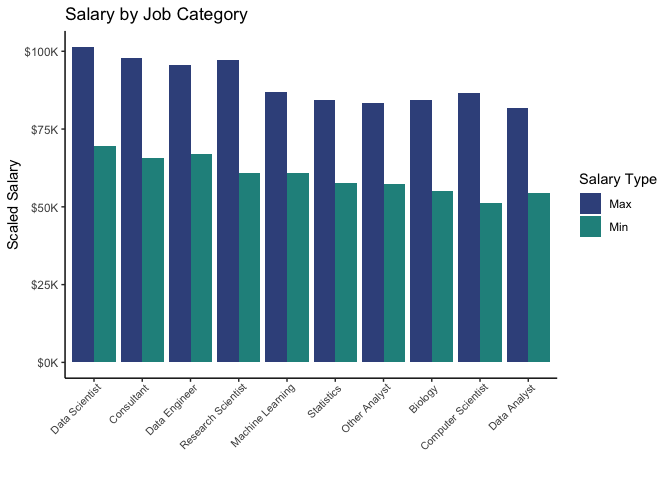 Salary by Job Category
Scaled Salary
$100K
$75K
$50K
$25K
$0K
Data Scientist
Consultant
Data Engineer
Research Scientist
Machine Learning
Statistics
Other Analyst
Biology
Computer Scientist
Data Analyst
Salary Type
Max
Min